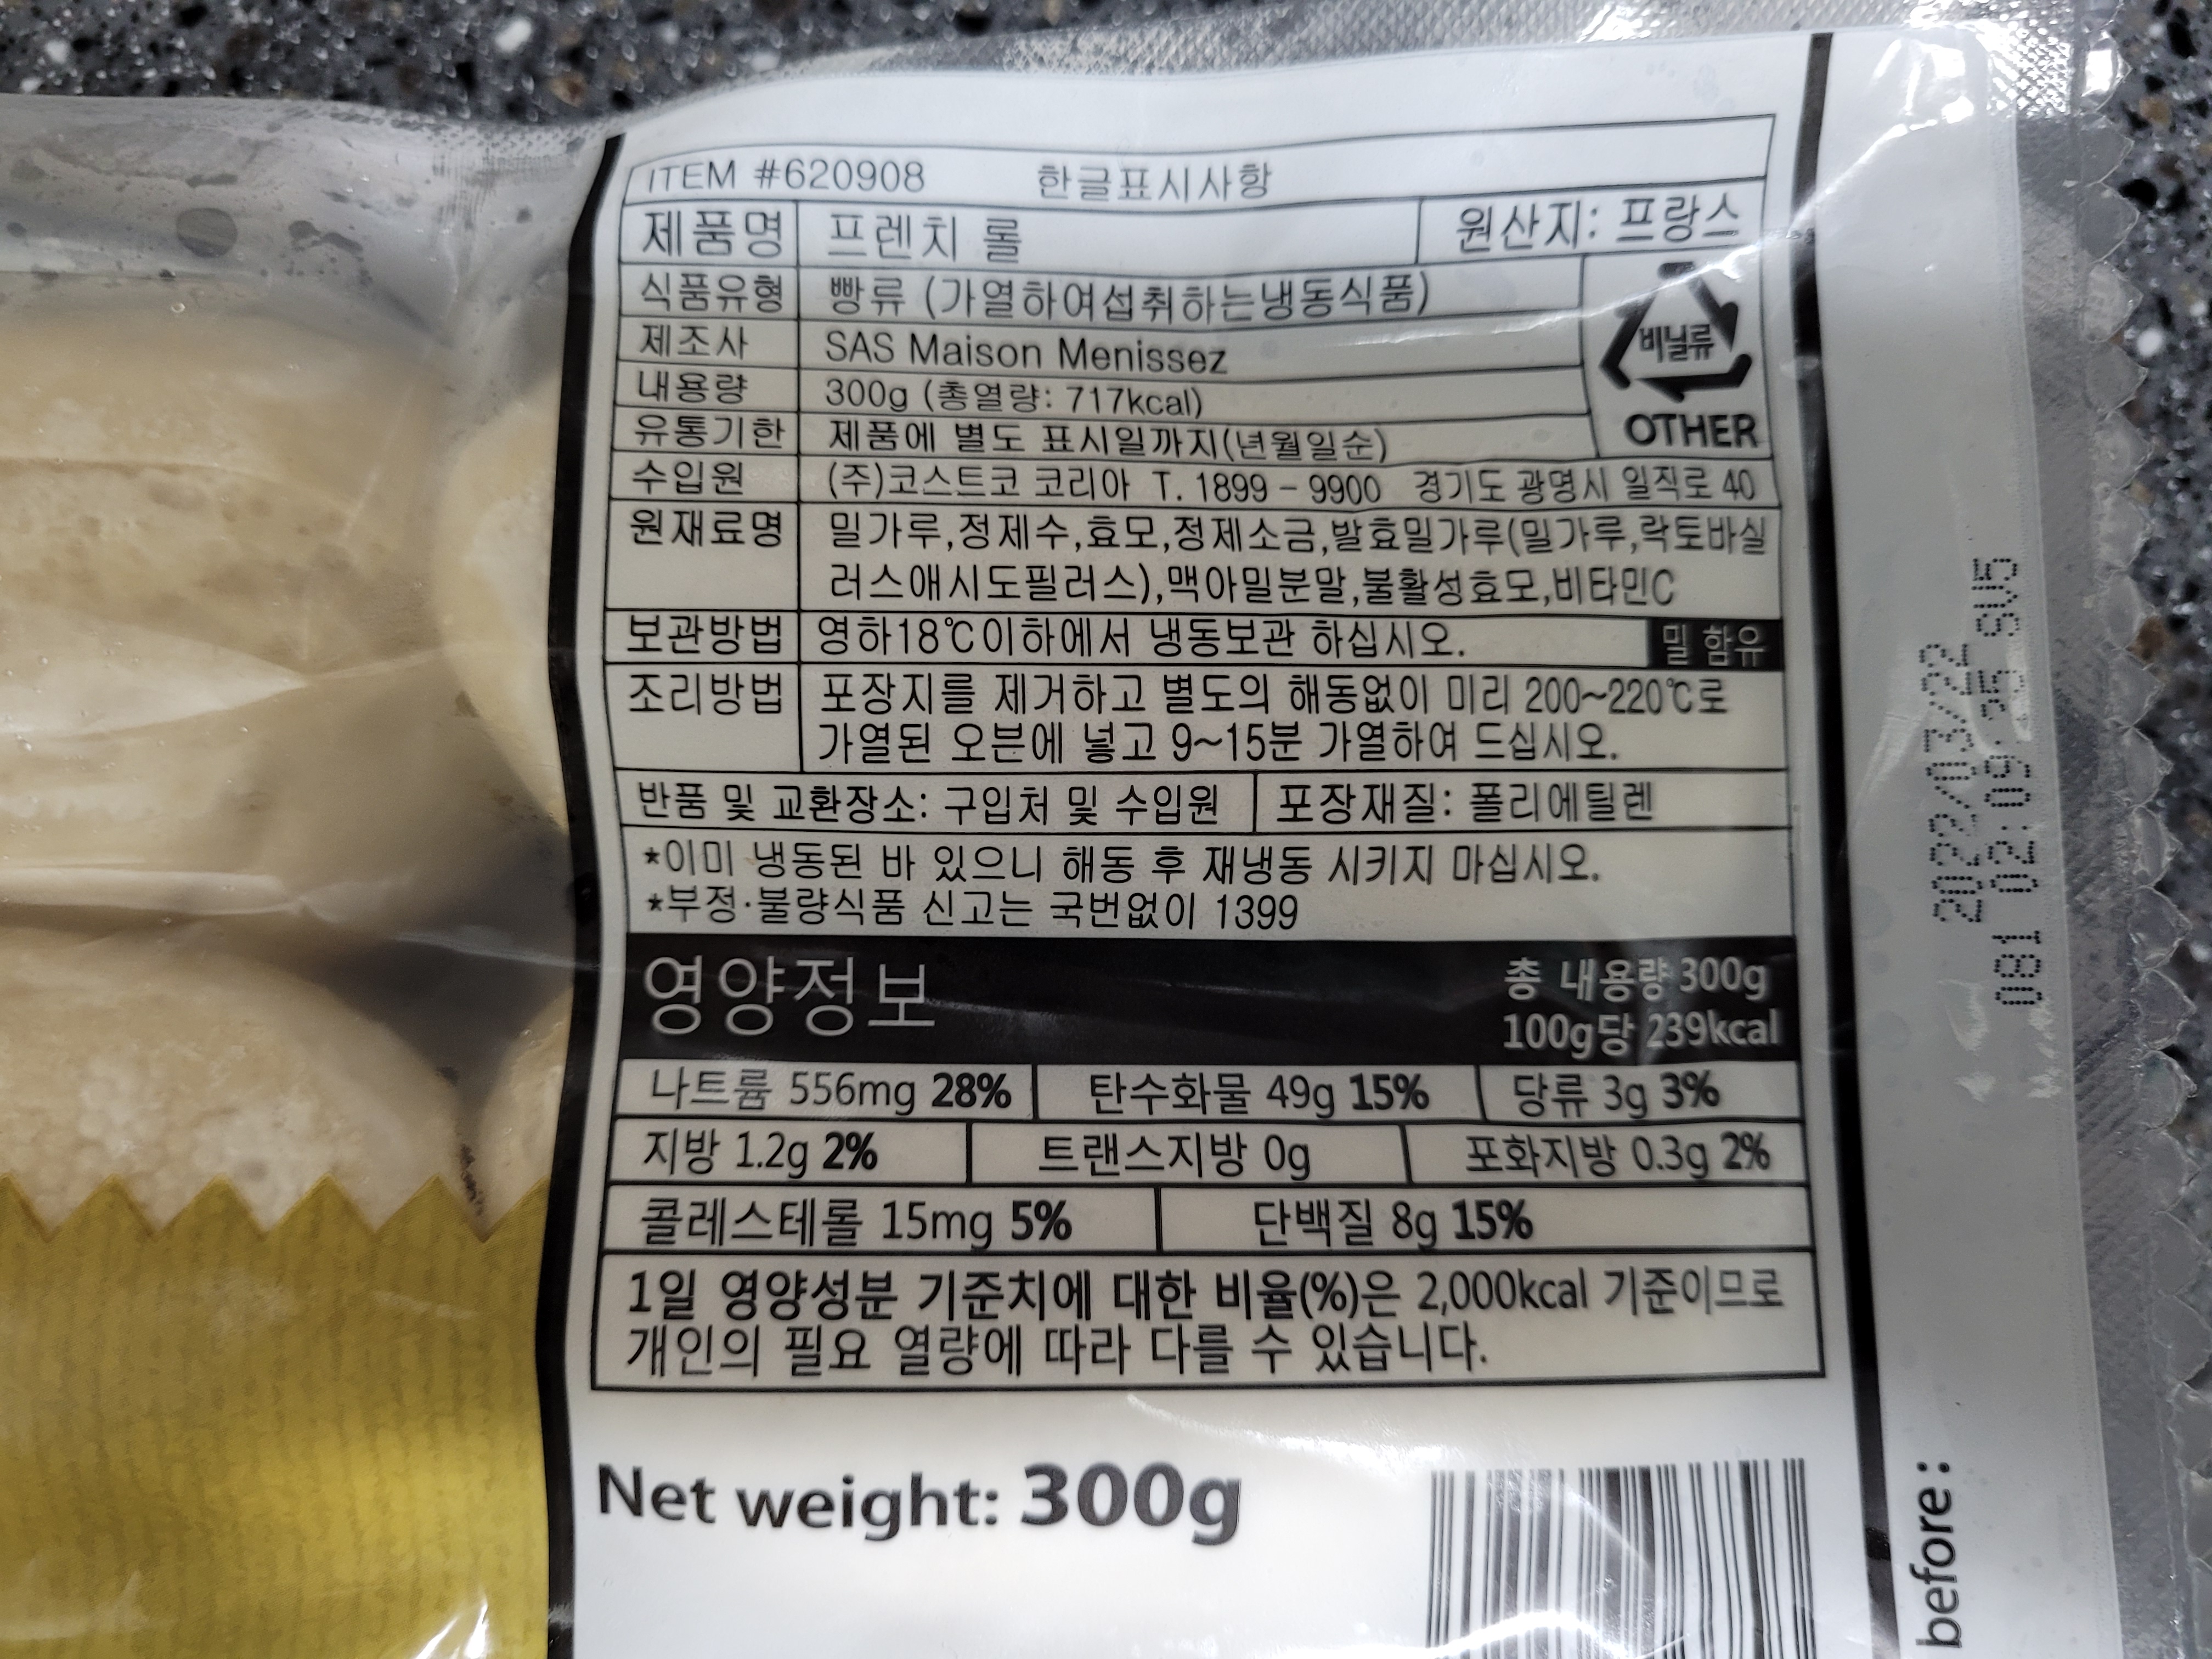 ITEM #620908 한글표시사항
제품명 프렌치 롤 원산지: 프랑스
식품유형 빵류 (가열하여섭취하는냉동식품)
제조사 SAS Maison Menissez
비닐류
내용량 300g (총열량: 717kcal)
OTHER
유통기한 제품에 별도 표시일까지(년월일순)
수입원 (주)코스트코 코리아 T. 1899 - 9900 경기도 광명시 일직로 40
원재료명 밀가루,정제수,효모,정제소금,발효밀가루(밀가루,락토바실
러스애시도필러스),맥아밀분말,불활성효모,비타민C
보관방법 영하18℃이하에서 냉동보관 하십시오. 밀 함유
조리방법 포장지를 제거하고 별도의 해동없이 미리 200~220℃로
가열된 오븐에 넣고 9~15분 가열하여 드십시오.
반품 및 교환장소: 구입처 및 수입원 포장재질: 폴리에틸렌
*이미 냉동된 바 있으니 해동 후 재냉동 시키지 마십시오.
*부정·불량식품 신고는 국번없이 1399
영양정보 총 내용량 300g
100g당 239kcal
나트륨 556mg 28% 탄수화물 49g 15% 당류 3g 3%
지방 1.2g 2% 트랜스지방 0g 포화지방 0.3g 2%
콜레스테롤 15mg 5% 단백질 8g 15%
1일 영양성분 기준치에 대한 비율(%)은 2,000kcal 기준이므로
개인의 필요 열량에 따라 다를 수 있습니다.
Net weight: 300g
before :
2022/03/22
081 02:09:35 SU5